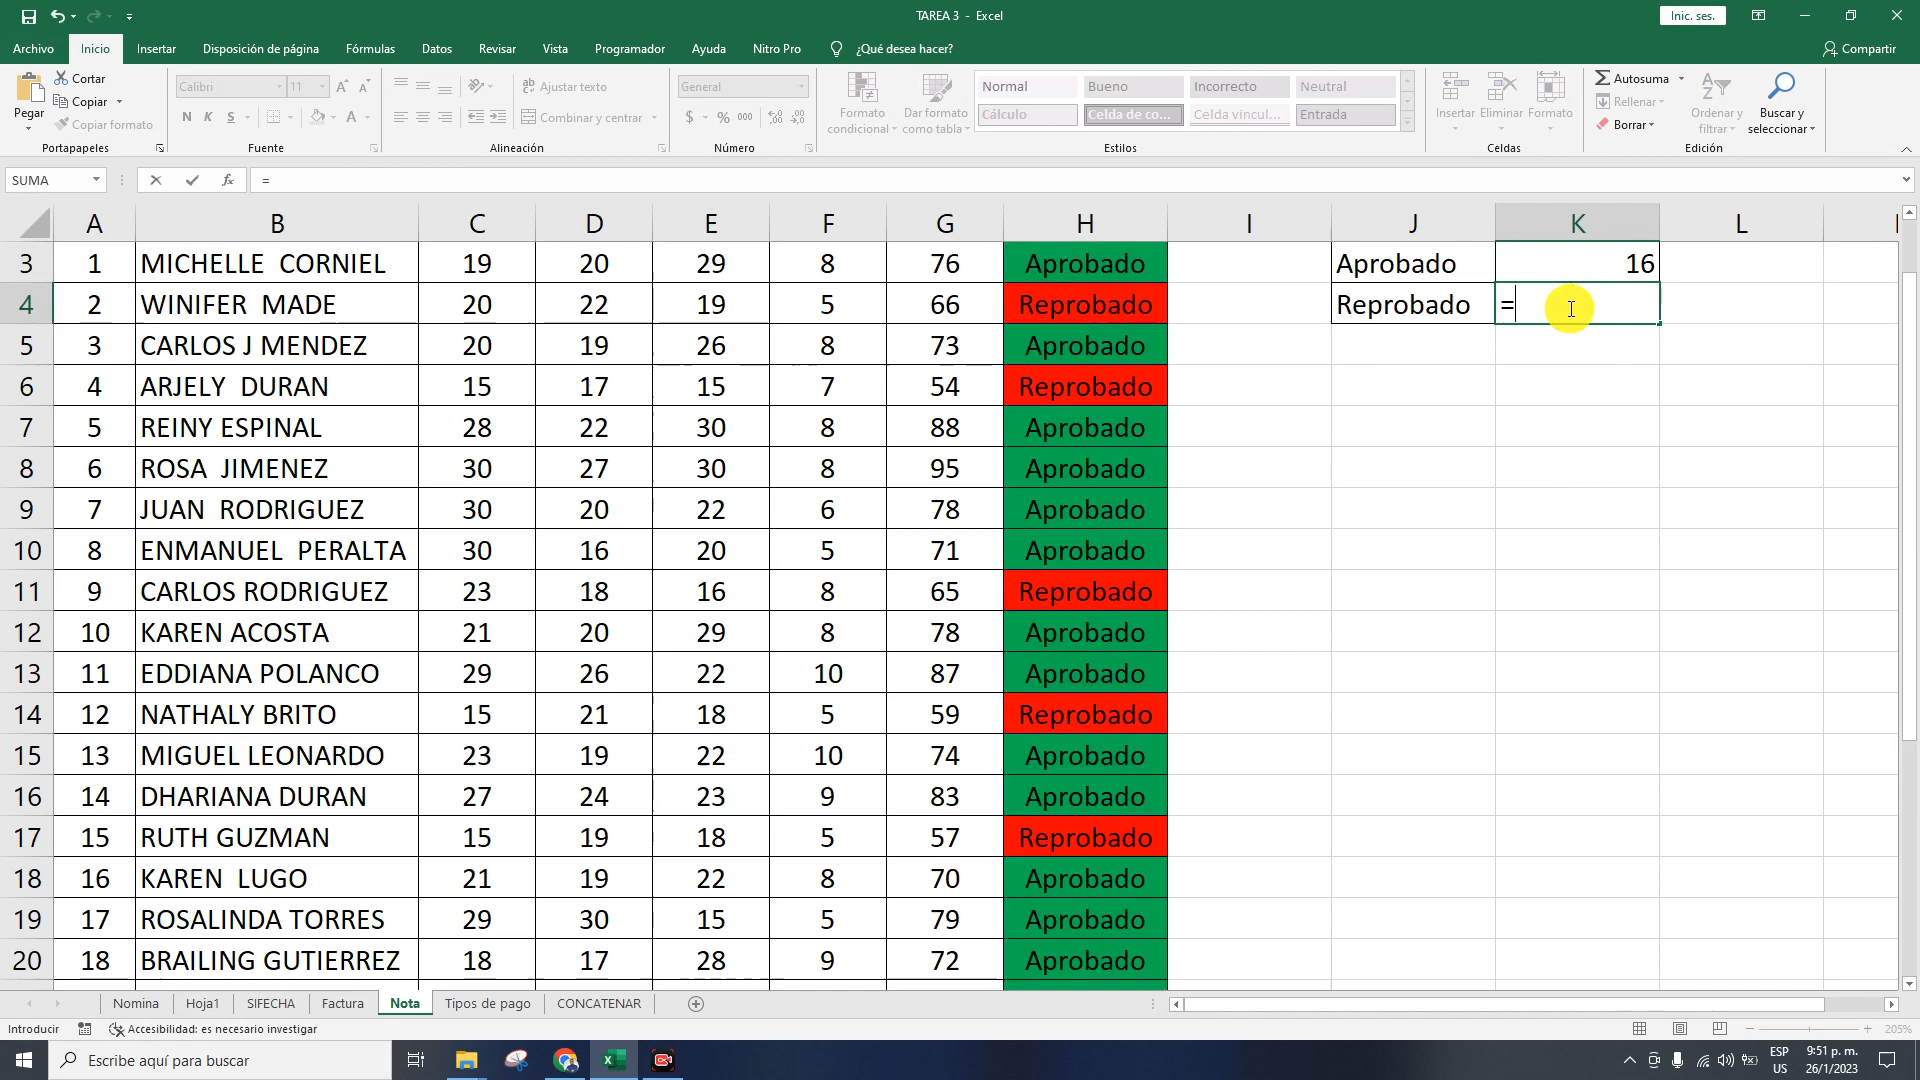 TAREA 3 - Excel
Inic. ses.
Archivo Inicio Insertar Disposición de página Fórmulas Datos Revisar Vista Programador Ayuda Nitro Pro ¿Qué desea hacer? Compartir
Pegar
Cortar
Copiar
Copiar formato
Portapapeles
Calibri 11
N K S
Fuente
Ajustar texto
Combinar y centrar
Alineación
General
$ % 000
Número
Formato condicional
Dar formato como tabla
Normal Bueno Incorrecto Neutral
Cálculo Celda de co... Celda vincul... Entrada
Estilos
Insertar Eliminar Formato
Celdas
Autosuma
Rellenar
Borrar
Ordenar y filtrar
Buscar y seleccionar
Edición
SUMA fx =
A B C D E F G H I J K L
3 1 MICHELLE CORNIEL 19 20 29 8 76 Aprobado Aprobado 16
4 2 WINIFER MADE 20 22 19 5 66 Reprobado Reprobado =
5 3 CARLOS J MENDEZ 20 19 26 8 73 Aprobado
6 4 ARJELY DURAN 15 17 15 7 54 Reprobado
7 5 REINY ESPINAL 28 22 30 8 88 Aprobado
8 6 ROSA JIMENEZ 30 27 30 8 95 Aprobado
9 7 JUAN RODRIGUEZ 30 20 22 6 78 Aprobado
10 8 ENMANUEL PERALTA 30 16 20 5 71 Aprobado
11 9 CARLOS RODRIGUEZ 23 18 16 8 65 Reprobado
12 10 KAREN ACOSTA 21 20 29 8 78 Aprobado
13 11 EDDIANA POLANCO 29 26 22 10 87 Aprobado
14 12 NATHALY BRITO 15 21 18 5 59 Reprobado
15 13 MIGUEL LEONARDO 23 19 22 10 74 Aprobado
16 14 DHARIANA DURAN 27 24 23 9 83 Aprobado
17 15 RUTH GUZMAN 15 19 18 5 57 Reprobado
18 16 KAREN LUGO 21 19 22 8 70 Aprobado
19 17 ROSALINDA TORRES 29 30 15 5 79 Aprobado
20 18 BRAILING GUTIERREZ 18 17 28 9 72 Aprobado
Nomina Hoja1 SIFECHA Factura Nota Tipos de pago CONCATENAR
Introducir Accesibilidad: es necesario investigar 205%
Escribe aquí para buscar
ESP
US
9:51 p. m.
26/1/2023